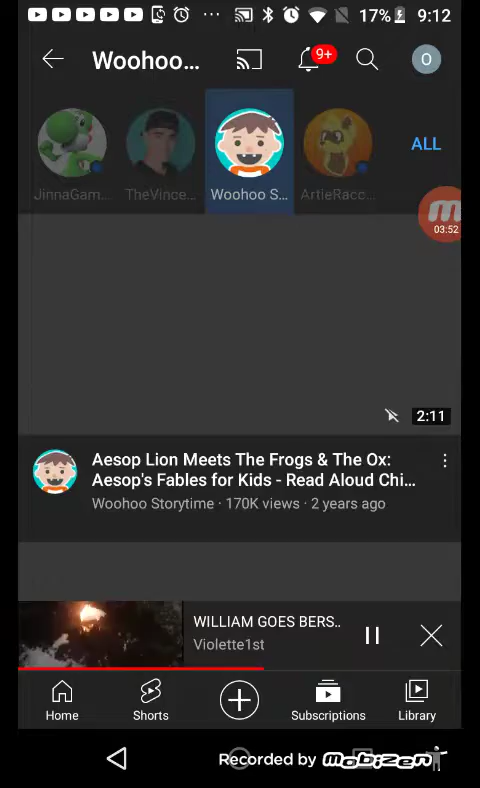 17% 9:12
Woohoo... 9+ O
JinnaGam... TheVince... Woohoo S... ArtieRacc... ALL
m
03:52
2:11
Aesop Lion Meets The Frogs & The Ox:
Aesop's Fables for Kids - Read Aloud Chi...
Woohoo Storytime · 170K views · 2 years ago
WILLIAM GOES BERS..
Violette1st
Home Shorts Subscriptions Library
Recorded by mobizen